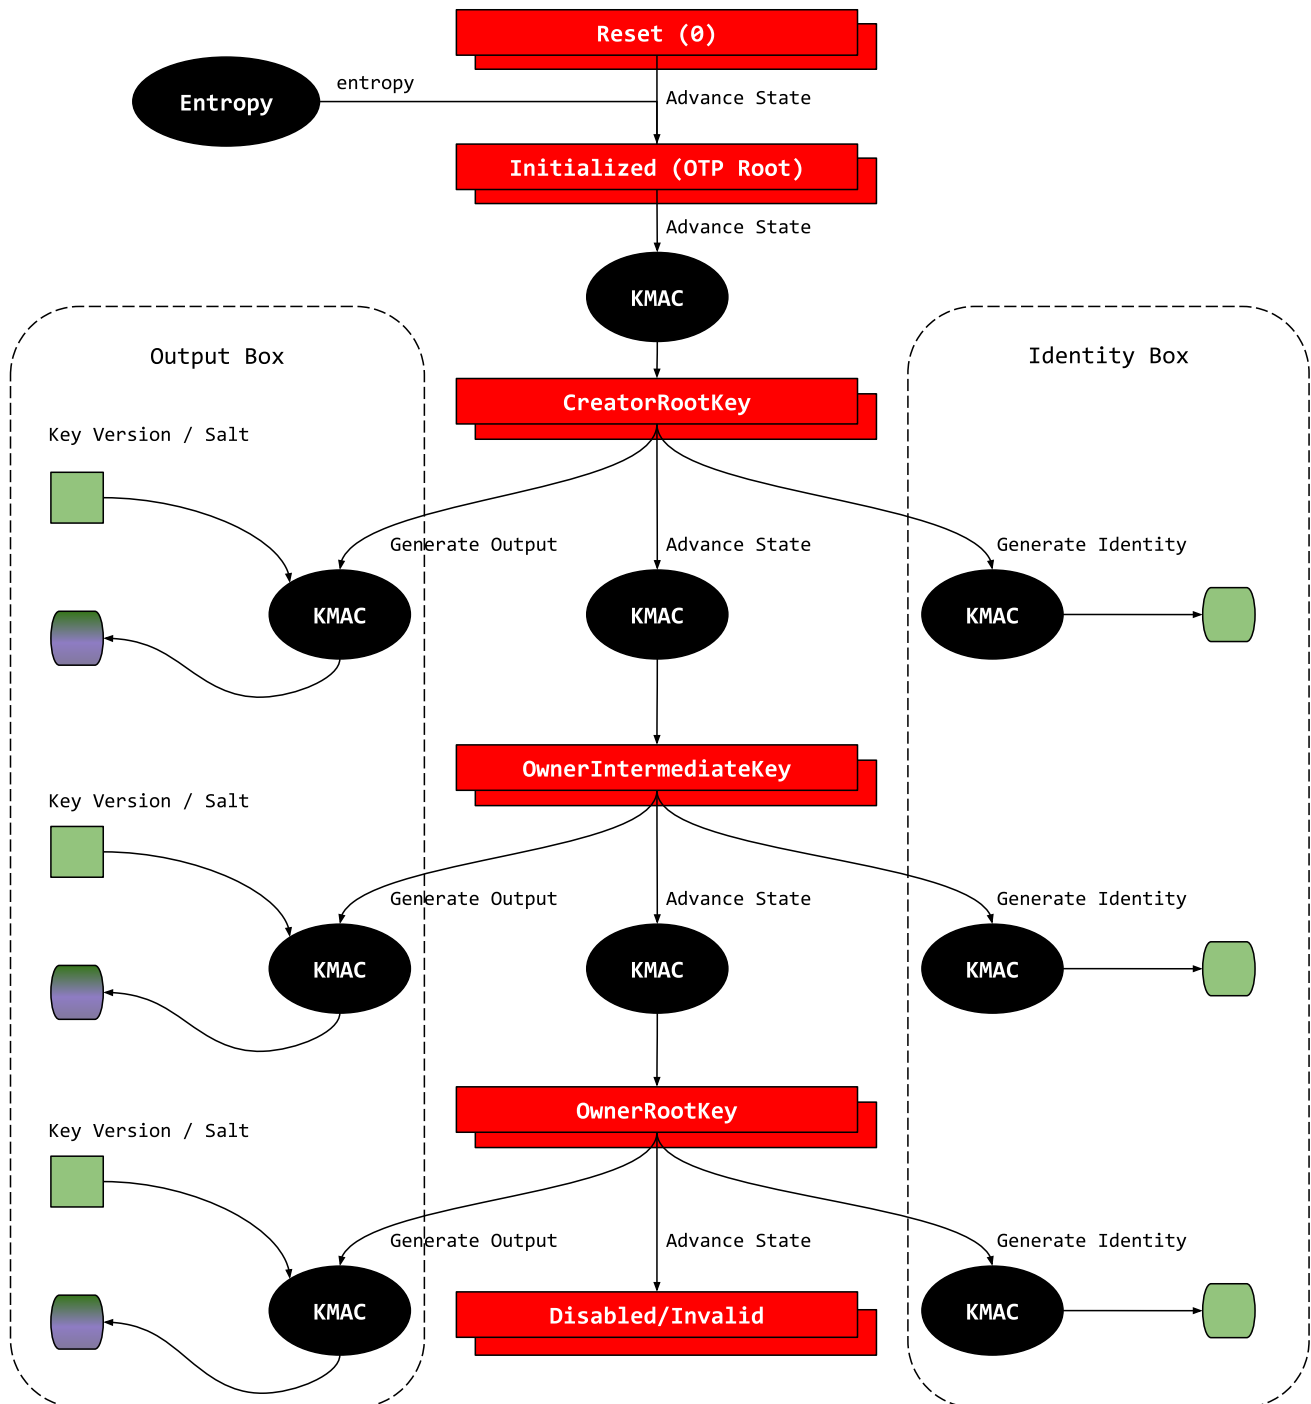 Reset (0)
entropy
Entropy
Advance State
Initialized (OTP Root)
Advance State
KMAC
Output Box
Identity Box
CreatorRootKey
Key Version / Salt
Generate Output
Advance State
Generate Identity
KMAC
KMAC
KMAC
OwnerIntermediateKey
Key Version / Salt
Generate Output
Advance State
Generate Identity
KMAC
KMAC
KMAC
OwnerRootKey
Key Version / Salt
Generate Output
Advance State
Generate Identity
KMAC
Disabled/Invalid
KMAC